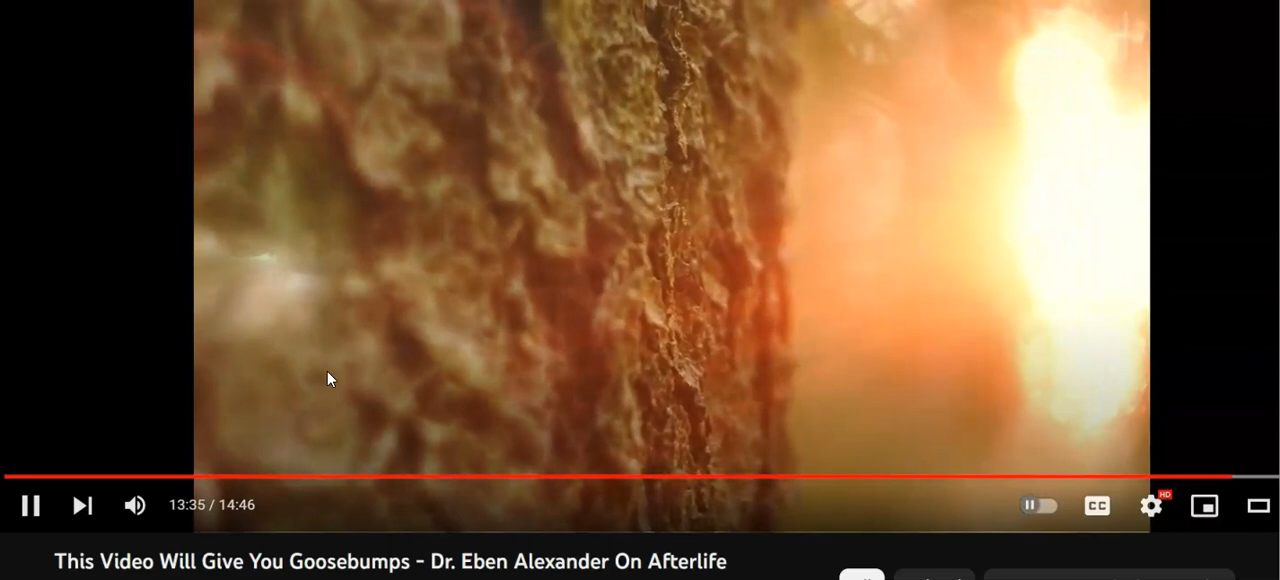 13:35 / 14:46
CC
HD
This Video Will Give You Goosebumps - Dr. Eben Alexander On Afterlife